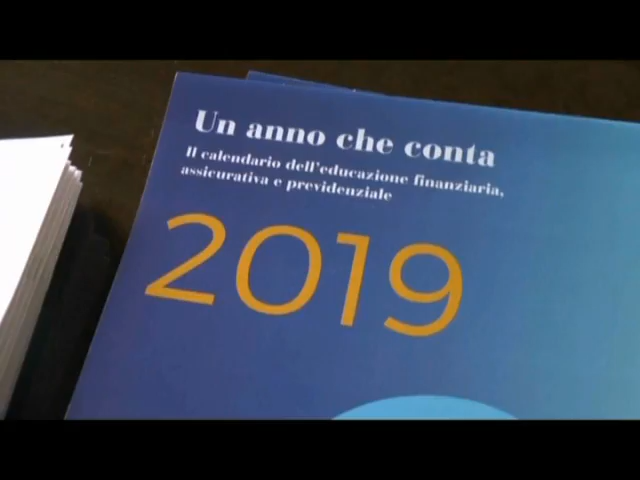 Un anno che conta
Il calendario dell'educazione finanziaria,
assicurativa e previdenziale
2019